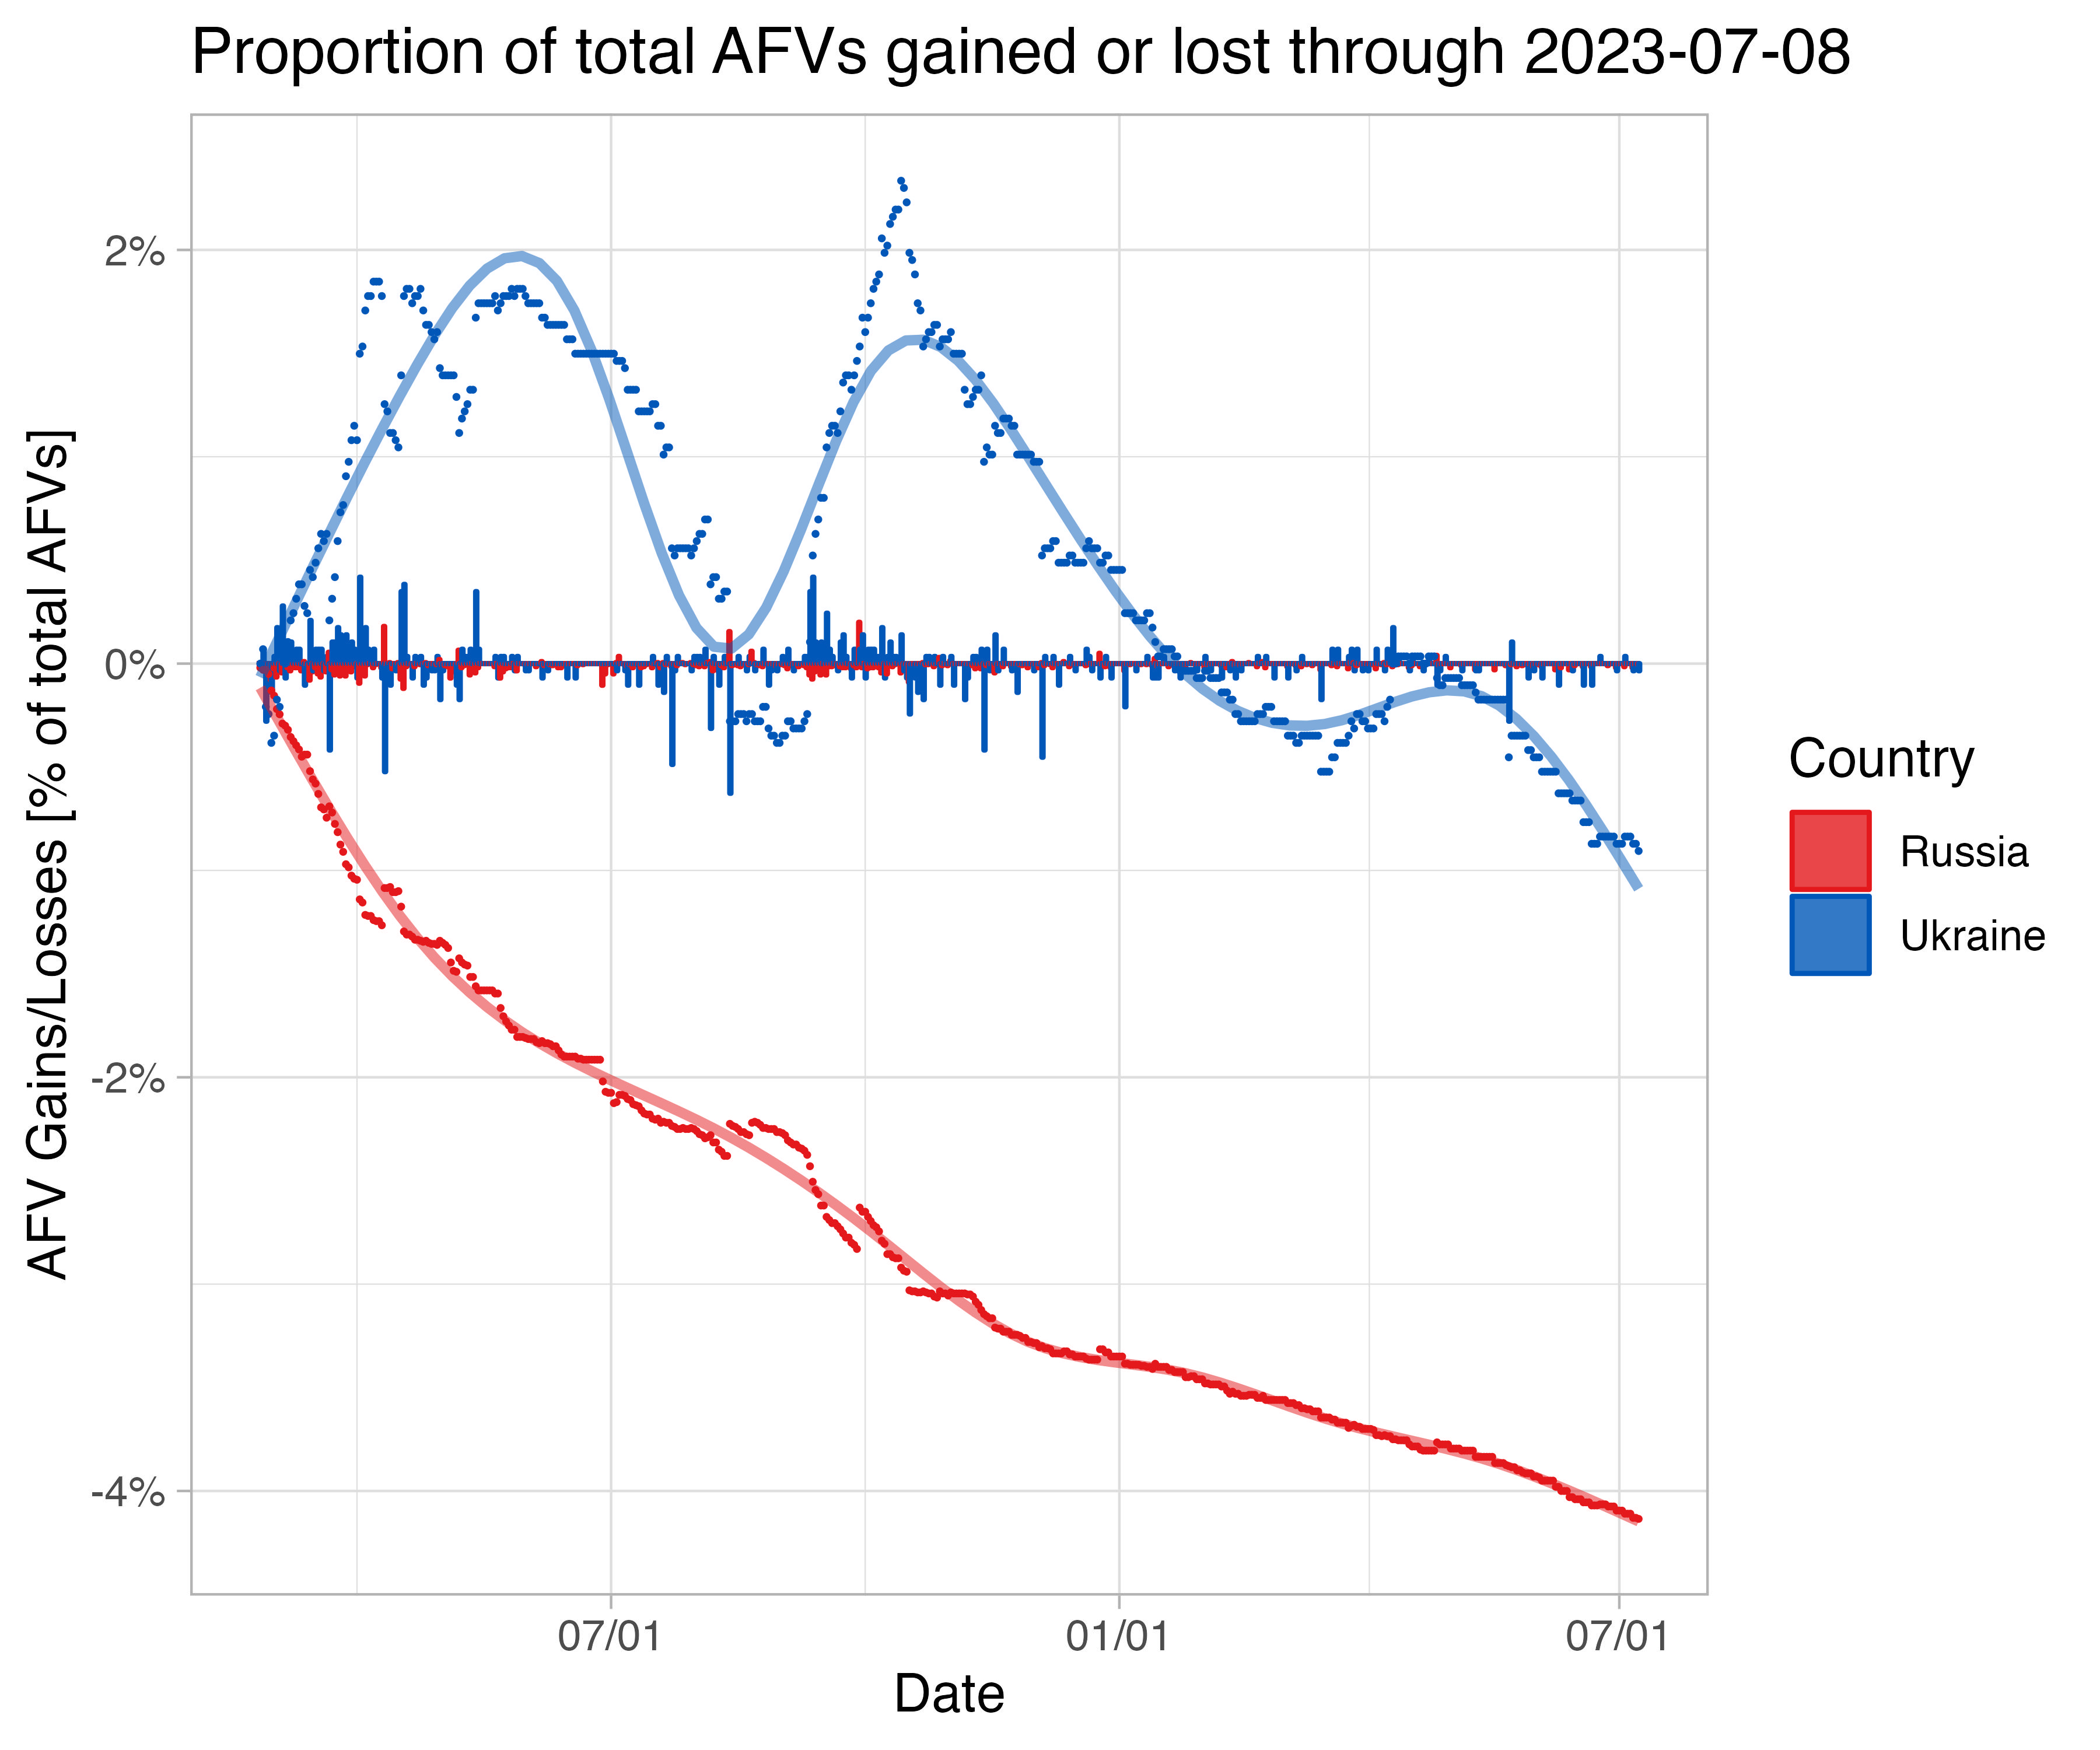 Proportion of total AFVs gained or lost through 2023-07-08
AFV Gains/Losses [% of total AFVs]
2%
0%
-2%
-4%
07/01
01/01
07/01
Date
Country
Russia
Ukraine